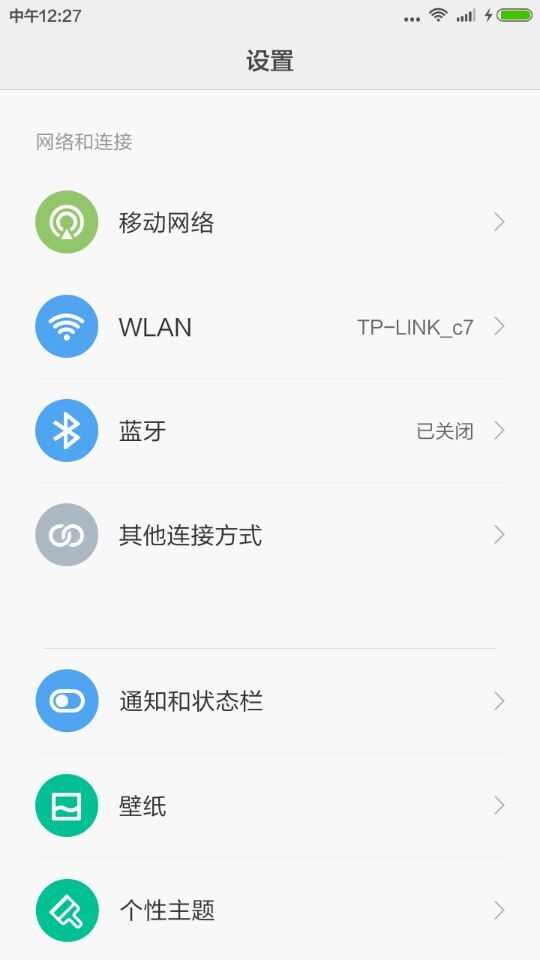 中午12:27
设置
网络和连接
移动网络
WLAN TP-LINK_c7
蓝牙 已关闭
其他连接方式
通知和状态栏
壁纸
个性主题